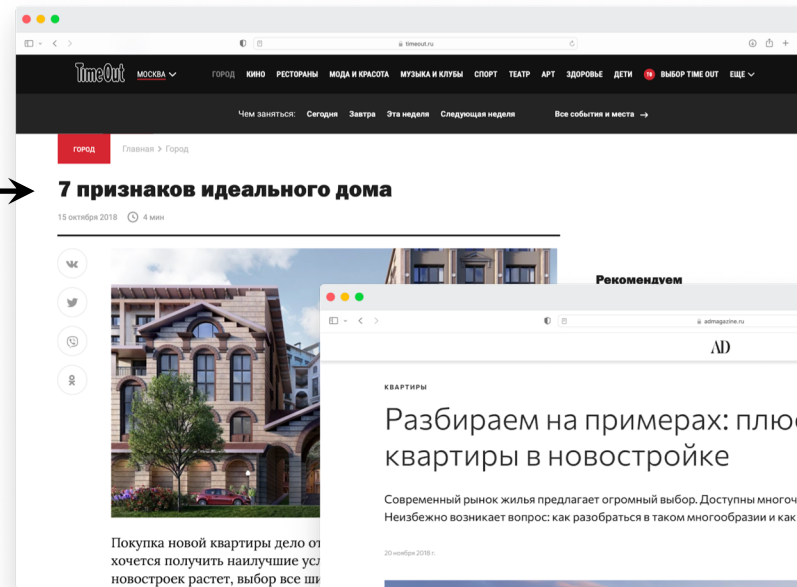 timeout.ru
TimeOut
МОСКВА
ГОРОД КИНО РЕСТОРАНЫ МОДА И КРАСОТА МУЗЫКА И КЛУБЫ СПОРТ ТЕАТР АРТ ЗДОРОВЬЕ ДЕТИ ВЫБОР TIME OUT ЕЩЕ
Чем заняться: Сегодня Завтра Эта неделя Следующая неделя Все события и места →
ГОРОД Главная > Город
7 признаков идеального дома
15 октября 2018 4 мин
Рекомендуем
Покупка новой квартиры дело от
хочется получить наилучшие усл
новостроек растет, выбор все ши
admagazine.ru
AD
КВАРТИРЫ
Разбираем на примерах: плюс
квартиры в новостройке
Современный рынок жилья предлагает огромный выбор. Доступны многоч
Неизбежно возникает вопрос: как разобраться в таком многообразии и как
20 ноября 2018 г.